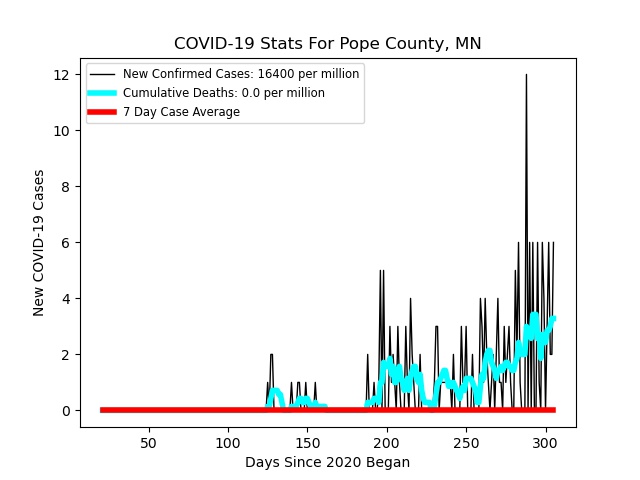 COVID-19 Stats For Pope County, MN
New Confirmed Cases: 16400 per million
Cumulative Deaths: 0.0 per million
7 Day Case Average
12
10
8
6
4
2
0
New COVID-19 Cases
50 100 150 200 250 300
Days Since 2020 Began